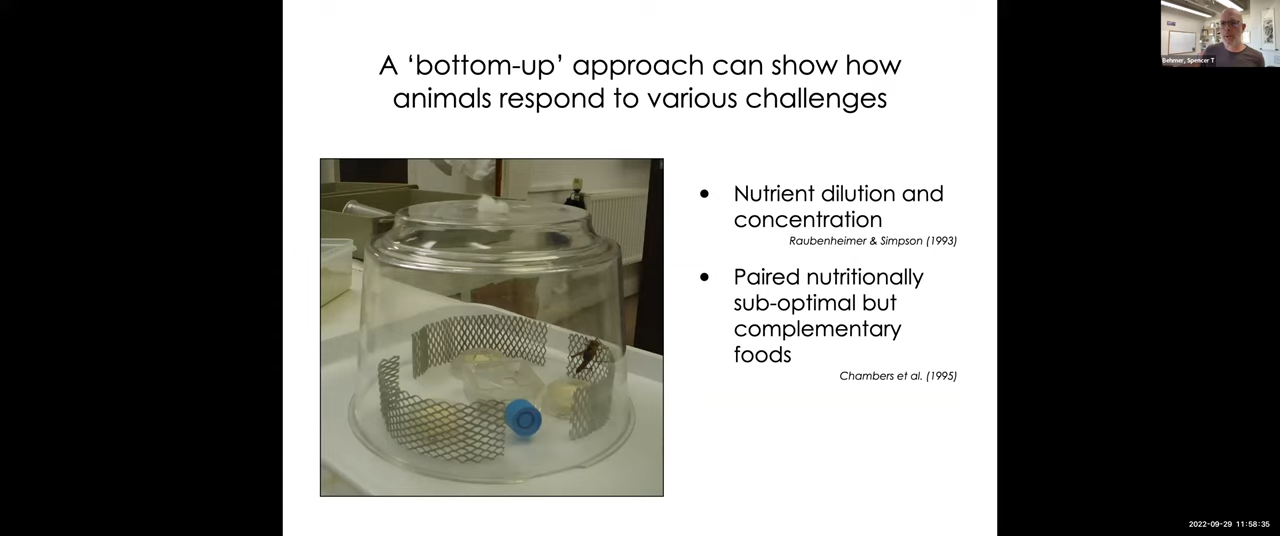 Behmer, Spencer T
A ‘bottom-up’ approach can show how
animals respond to various challenges
• Nutrient dilution and
concentration
Raubenheimer & Simpson (1993)
• Paired nutritionally
sub-optimal but
complementary
foods
Chambers et al. (1995)
2022-09-29 11:58:35